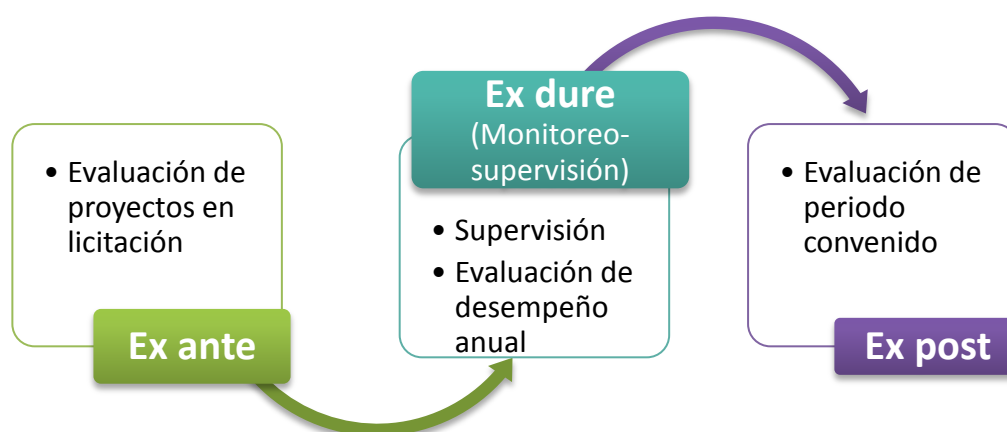 • Evaluación de
proyectos en
licitación
Ex ante
Ex dure
(Monitoreo-
supervisión)
• Supervisión
• Evaluación de
desempeño
anual
• Evaluación de
periodo
convenido
Ex post